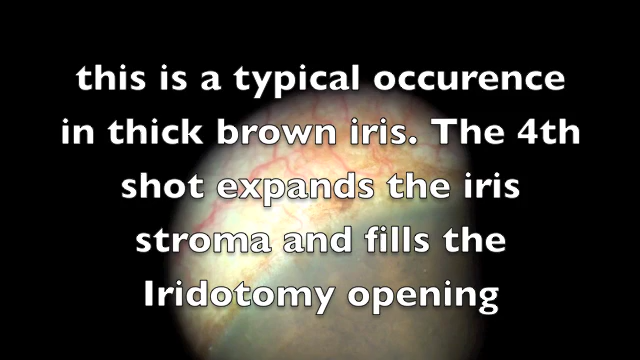 this is a typical occurence
in thick brown iris. The 4th
shot expands the iris
stroma and fills the
Iridotomy opening